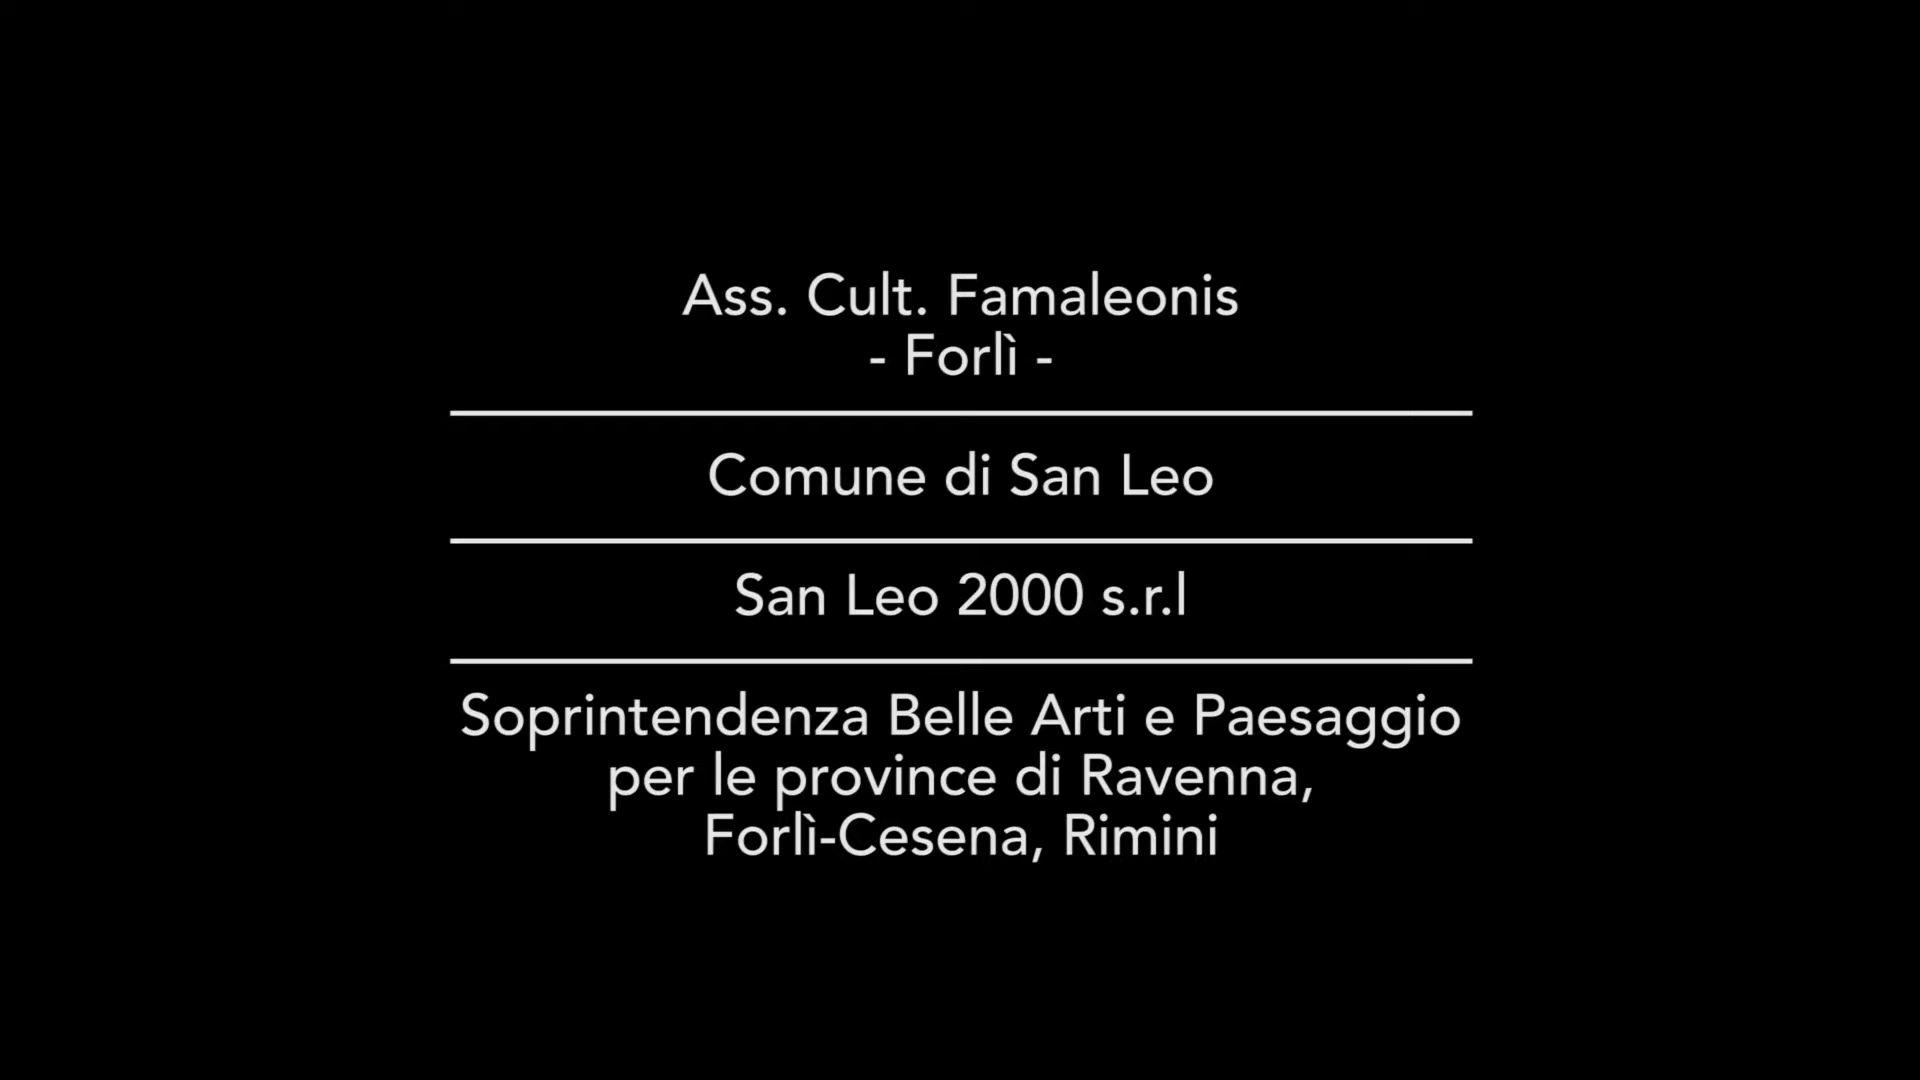 Ass. Cult. Famaleonis
- Forlì -
Comune di San Leo
San Leo 2000 s.r.l
Soprintendenza Belle Arti e Paesaggio
per le province di Ravenna,
Forlì-Cesena, Rimini